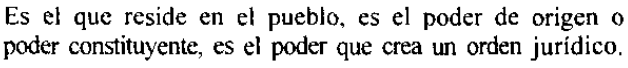 Es el que reside en el pueblo, es el poder de origen o
poder constituyente, es el poder que crea un orden jurídico.